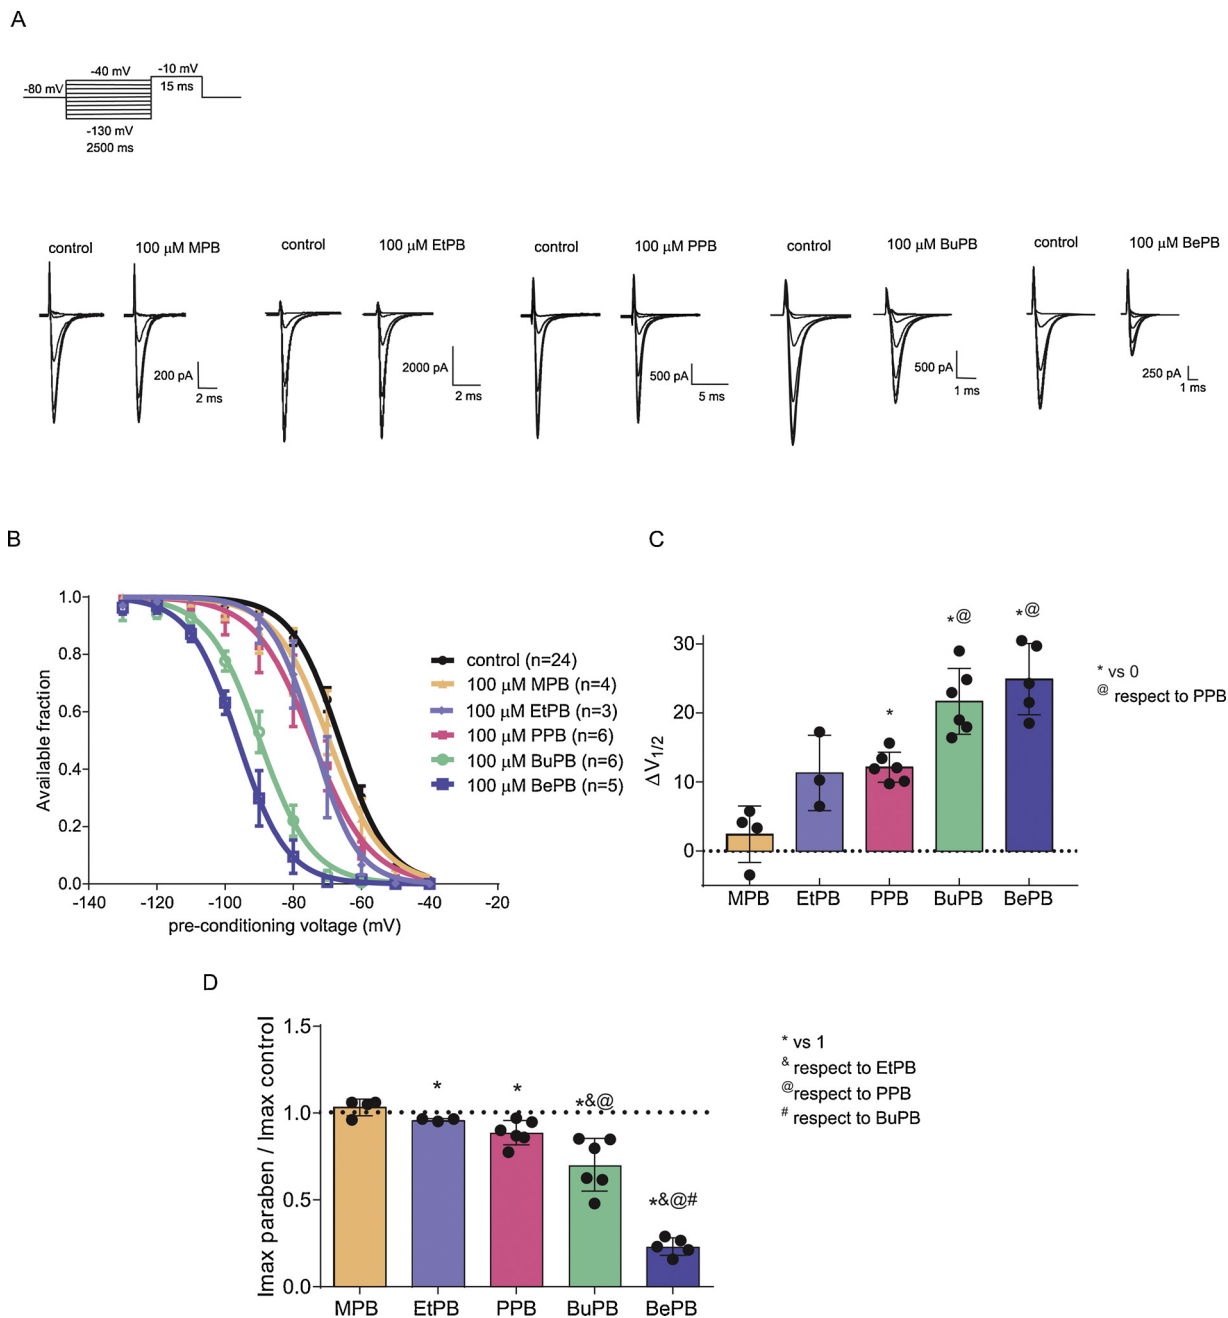 A
-40 mV
-10 mV
-80 mV
15 ms
-130 mV
2500 ms
control
100 μM MPB
control
100 μM EtPB
control
100 μM PPB
control
100 μM BuPB
control
100 μM BePB
200 pA
2 ms
2000 pA
2 ms
500 pA
5 ms
500 pA
1 ms
250 pA
1 ms
B
Available fraction
1.0
0.8
0.6
0.4
0.2
0.0
-140
-120
-100
-80
-60
-40
-20
pre-conditioning voltage (mV)
control (n=24)
100 μM MPB (n=4)
100 μM EtPB (n=3)
100 μM PPB (n=6)
100 μM BuPB (n=6)
100 μM BePB (n=5)
C
ΔV1/2
30
20
10
0
*
*@
*@
MPB
EtPB
PPB
BuPB
BePB
* vs 0
@ respect to PPB
D
Imax paraben / Imax control
1.5
1.0
0.5
0.0
*
*
*&@
*&@#
MPB
EtPB
PPB
BuPB
BePB
* vs 1
& respect to EtPB
@respect to PPB
# respect to BuPB